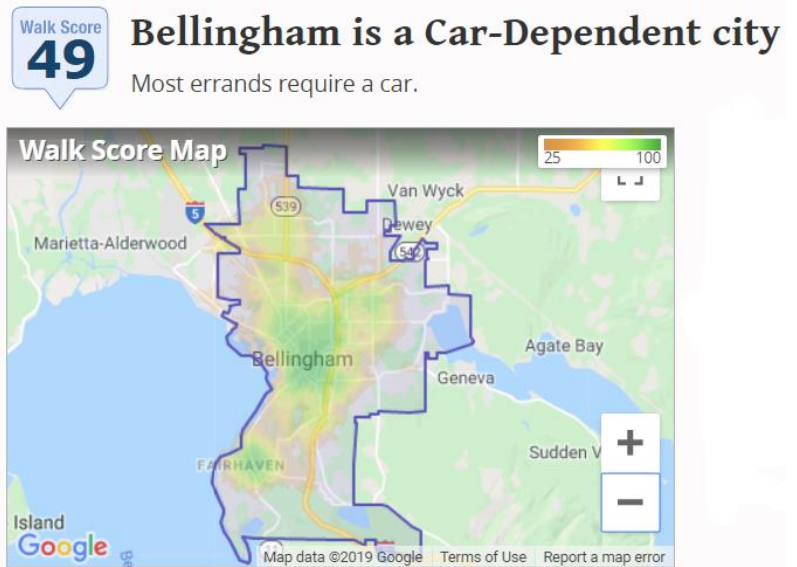 Walk Score
49
Bellingham is a Car-Dependent city
Most errands require a car.
Walk Score Map
25
100
539
Van Wyck
5
Dewey
542
Marietta-Alderwood
Agate Bay
Bellingham
Geneva
+
Sudden V
FAIRHAVEN
−
Island
Google
Be
11
Map data ©2019 Google
Terms of Use
Report a map error